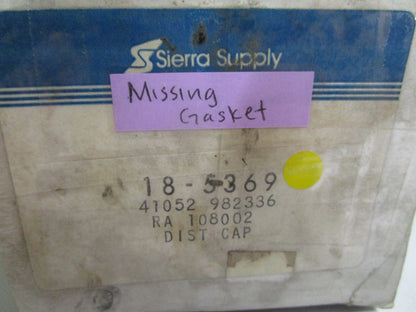 Sierra Supply
Missing
Gasket
18-5369
41052 982336
RA 108002
DIST CAP